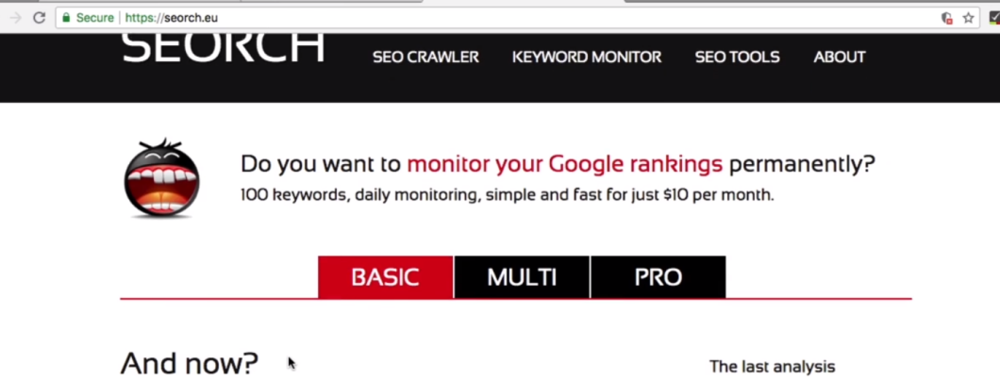 Secure https://seorch.eu
SEORCH
SEO CRAWLER KEYWORD MONITOR SEO TOOLS ABOUT
Do you want to monitor your Google rankings permanently?
100 keywords, daily monitoring, simple and fast for just $10 per month.
BASIC MULTI PRO
And now?
The last analysis